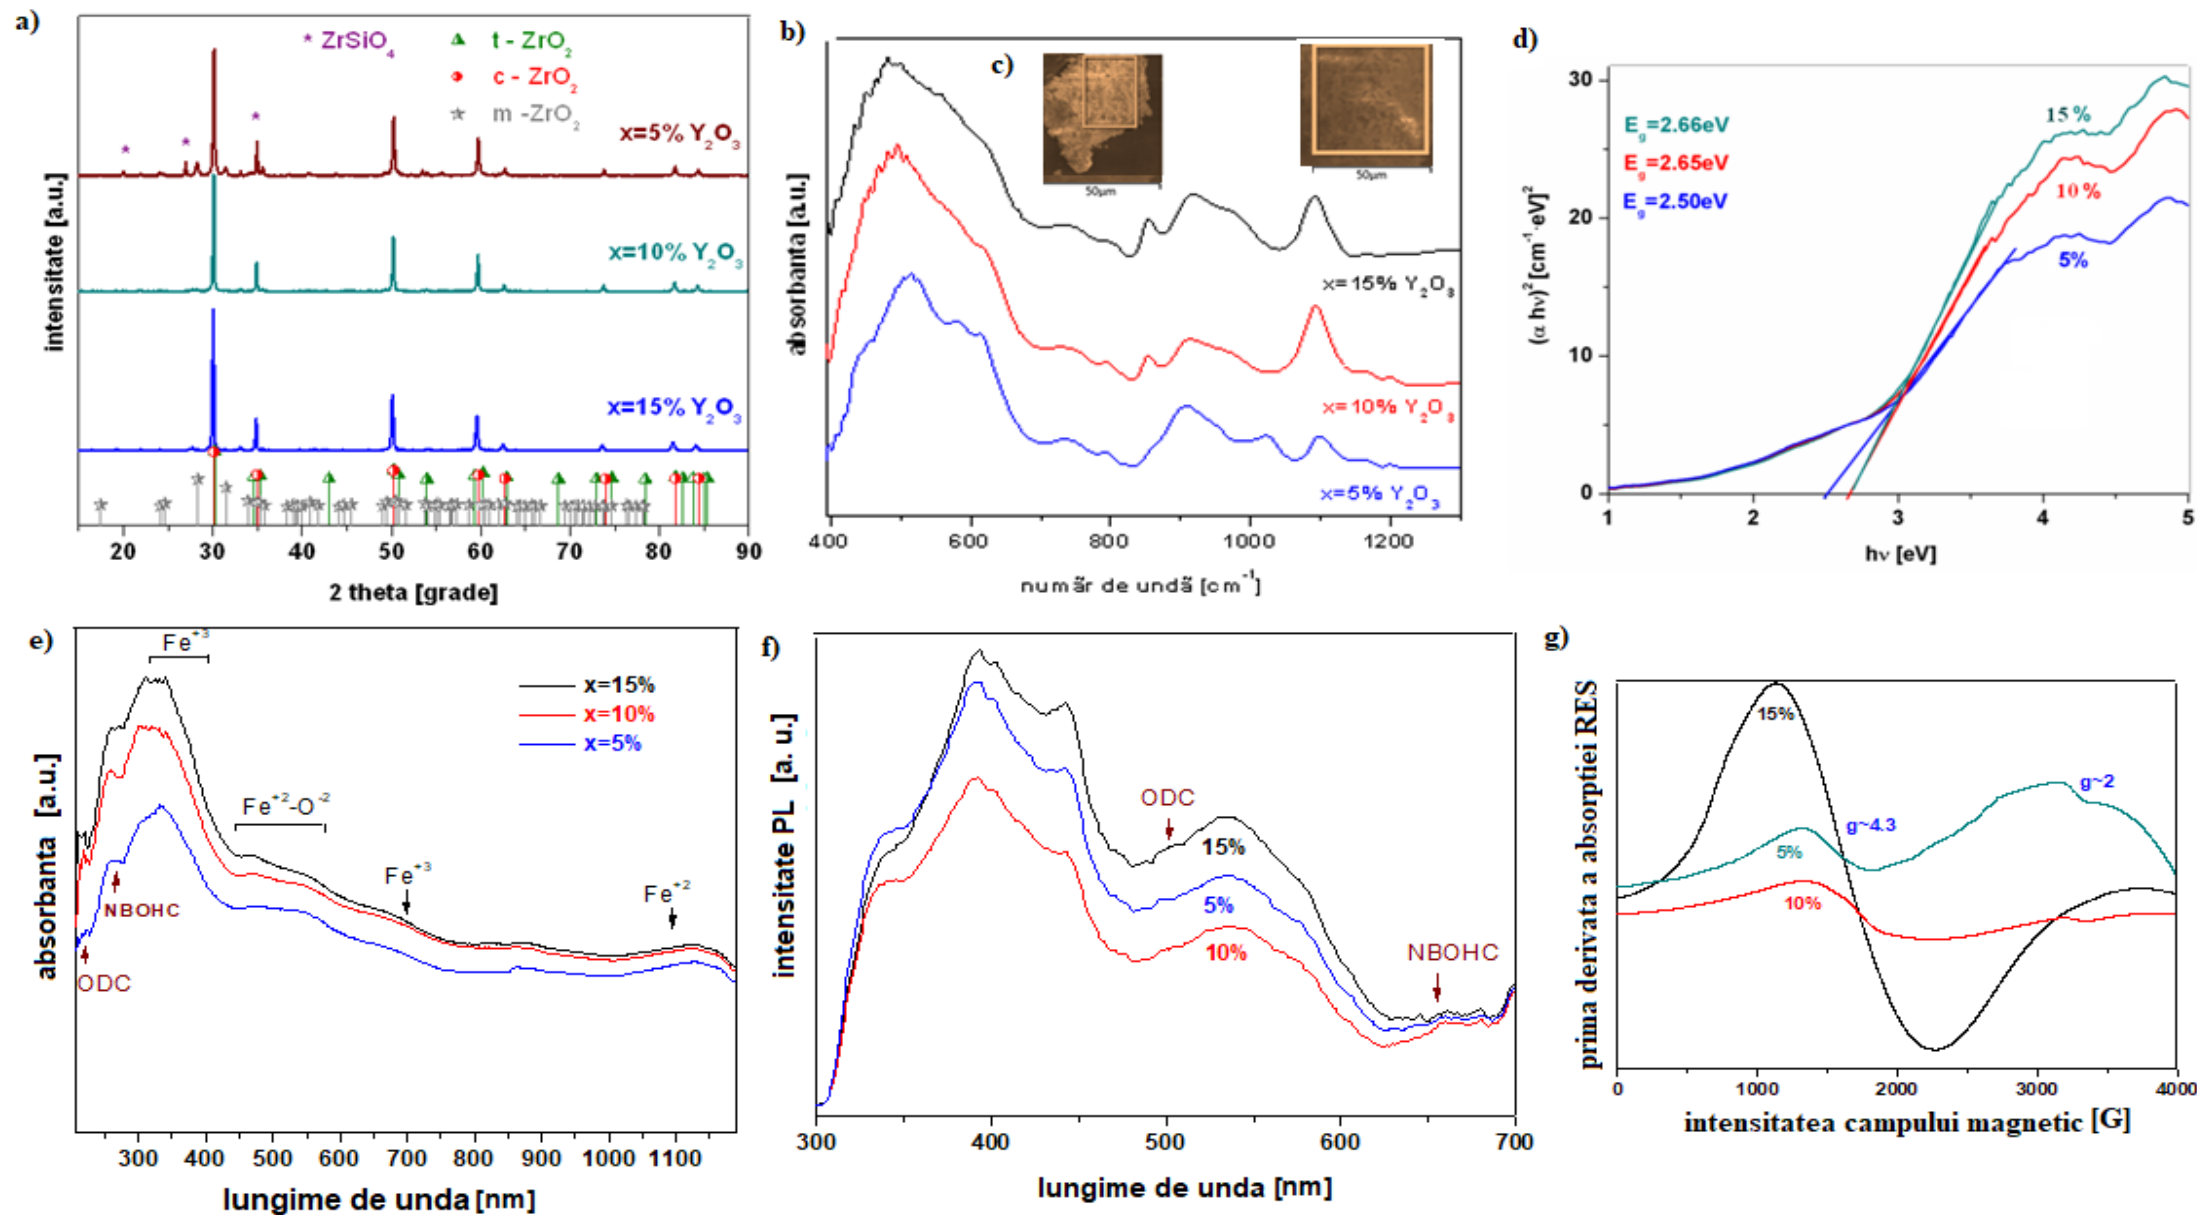 a)
* ZrSiO₄
t - ZrO₂
c - ZrO₂
m -ZrO₂
x=5% Y₂O₃
x=10% Y₂O₃
x=15% Y₂O₃
intensitate [a.u.]
20 30 40 50 60 70 80 90
2 theta [grade]
b)
c)
50µm
50µm
x=15% Y₂O₃
x=10% Y₂O₃
x=5% Y₂O₃
absorbanta [a.u.]
400 600 800 1000 1200
număr de undă [cm⁻¹]
d)
30
20
10
0
E_g=2.66eV
E_g=2.65eV
E_g=2.50eV
15%
10%
5%
(α hν)² [cm⁻¹·eV]²
1 2 3 4 5
hν [eV]
e)
Fe⁺³
x=15%
x=10%
x=5%
Fe⁺²-O⁻²
Fe⁺³
Fe⁺²
NBOHC
ODC
absorbanta [a.u.]
300 400 500 600 700 800 900 1000 1100
lungime de unda [nm]
f)
ODC
15%
5%
10%
NBOHC
intensitate PL [a. u.]
300 400 500 600 700
lungime de unda [nm]
g)
15%
g~2
g~4.3
5%
10%
prima derivata a absorptiei RES
0 1000 2000 3000 4000
intensitatea campului magnetic [G]